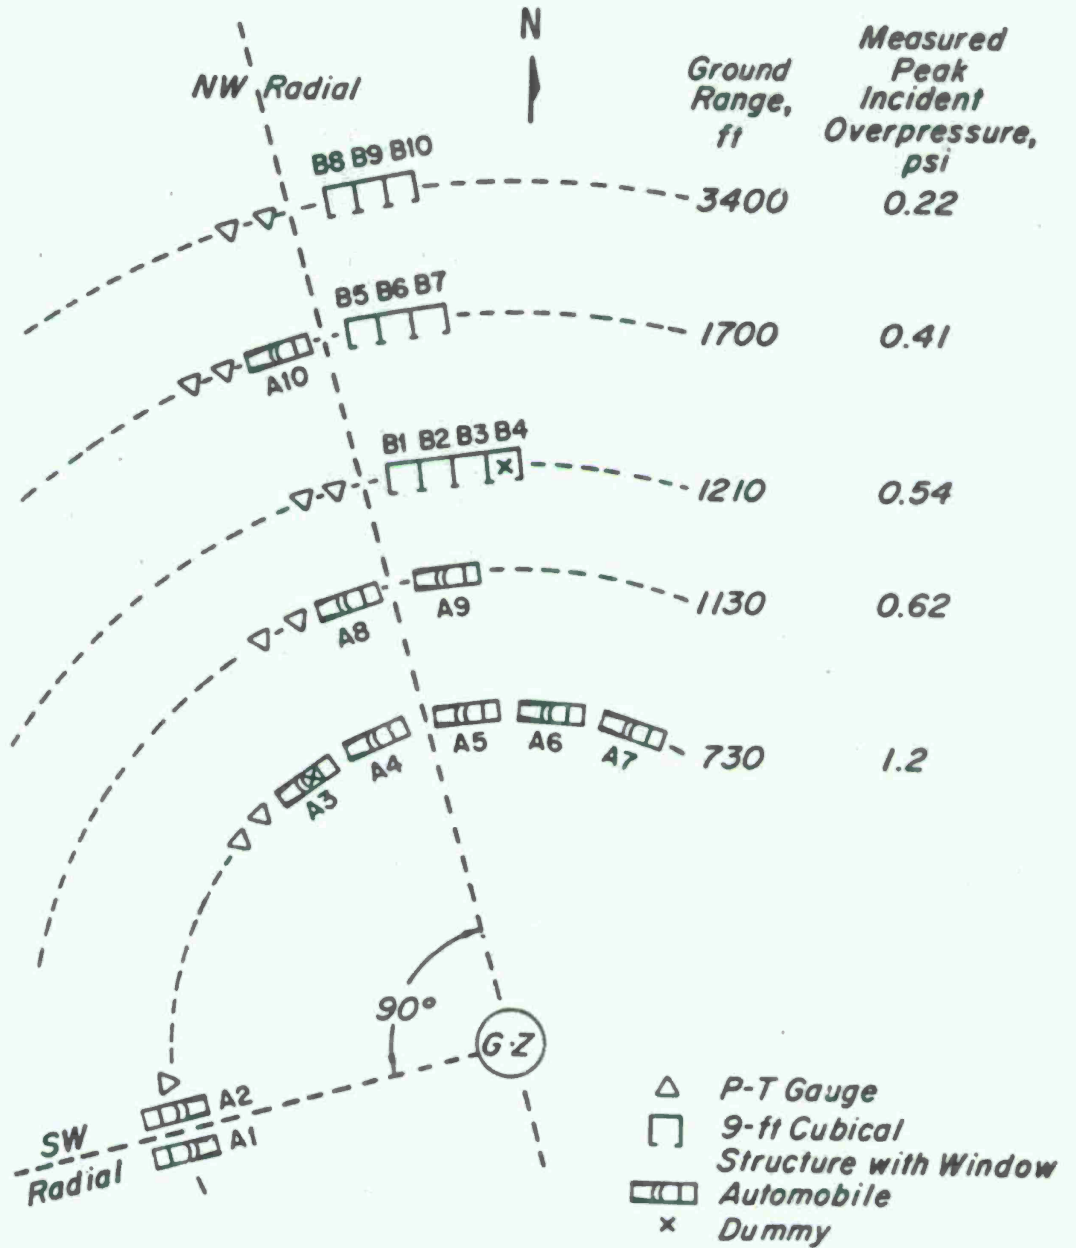 N
NW Radial
Ground
Range,
ft
Measured
Peak
Incident
Overpressure,
psi
B8 B9 B10
3400 0.22
B5 B6 B7
1700 0.41
A10
B1 B2 B3 B4
1210 0.54
A8 A9
1130 0.62
A3 A4 A5 A6 A7
730 1.2
90°
G·Z
A2
A1
SW
Radial
P-T Gauge
9-ft Cubical
Structure with Window
Automobile
x Dummy